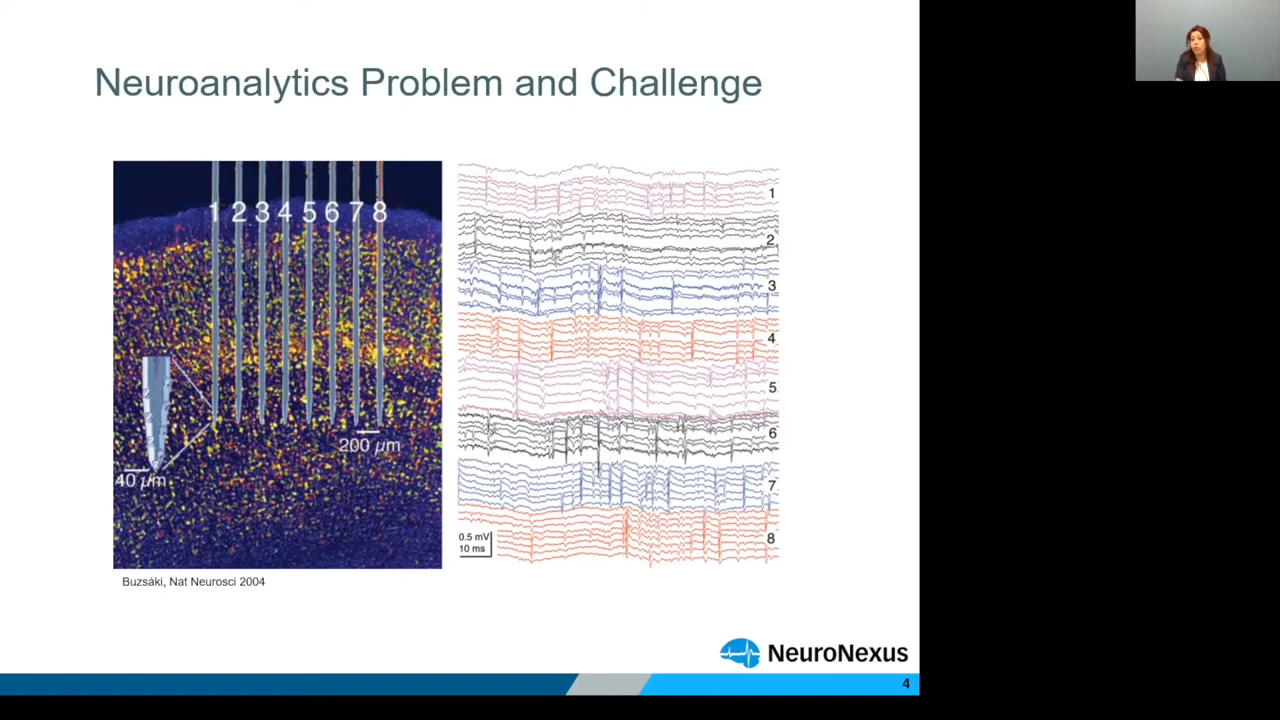 Neuroanalytics Problem and Challenge
1 2 3 4 5 6 7 8
200 µm
40 µm
1
2
3
4
5
6
7
8
0.5 mV
10 ms
Buzsáki, Nat Neurosci 2004
NeuroNexus
4